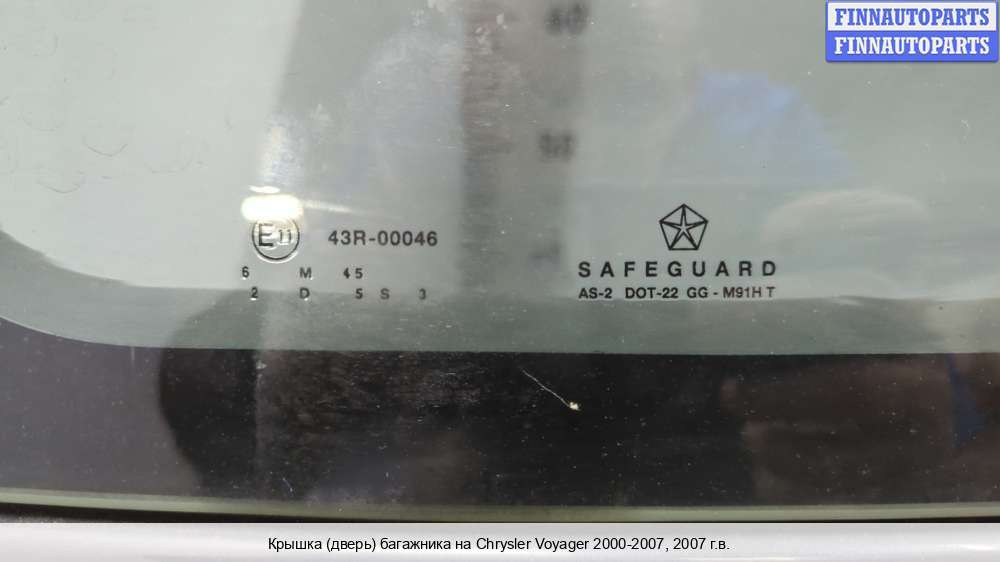 FINNAUTOPARTS
FINNAUTOPARTS
E11
43R-00046
6 M 45
2 D 5 S 3
SAFEGUARD
AS-2 DOT-22 GG - M91H T
Крышка (дверь) багажника на Chrysler Voyager 2000-2007, 2007 г.в.